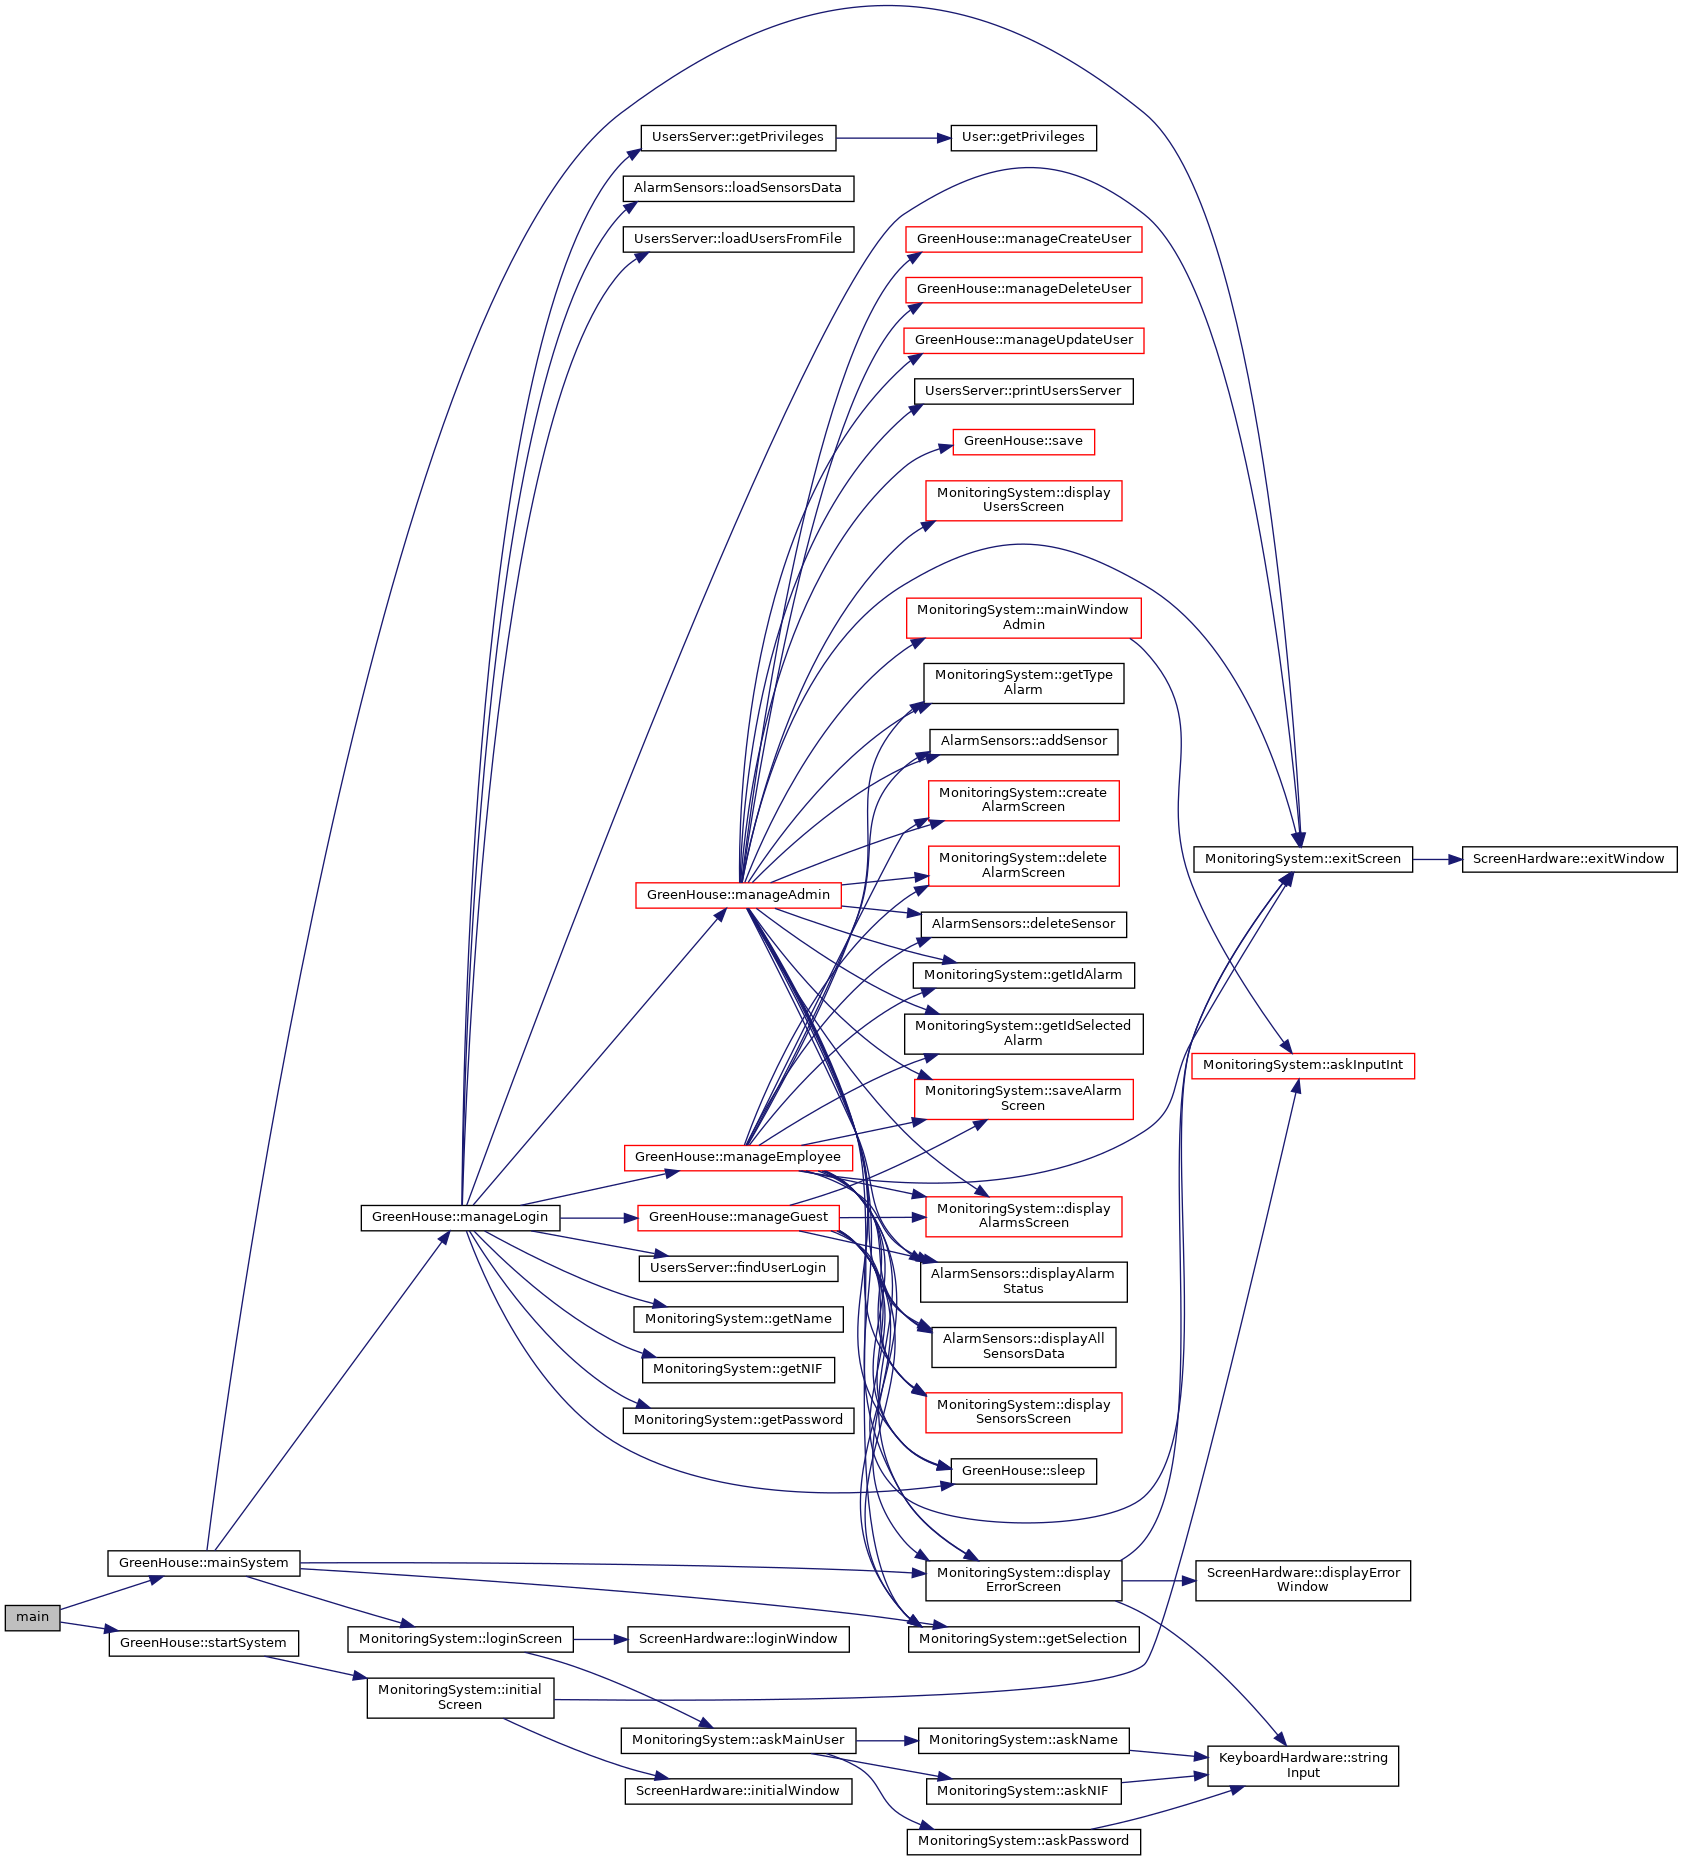 UsersServer::getPrivileges
User::getPrivileges
AlarmSensors::loadSensorsData
UsersServer::loadUsersFromFile
GreenHouse::manageCreateUser
GreenHouse::manageDeleteUser
GreenHouse::manageUpdateUser
UsersServer::printUsersServer
GreenHouse::save
MonitoringSystem::display
UsersScreen
MonitoringSystem::mainWindow
Admin
MonitoringSystem::getType
Alarm
AlarmSensors::addSensor
MonitoringSystem::create
AlarmScreen
MonitoringSystem::exitScreen
ScreenHardware::exitWindow
MonitoringSystem::delete
AlarmScreen
GreenHouse::manageAdmin
AlarmSensors::deleteSensor
MonitoringSystem::getIdAlarm
MonitoringSystem::getIdSelected
Alarm
MonitoringSystem::askInputInt
MonitoringSystem::saveAlarm
Screen
GreenHouse::manageEmployee
GreenHouse::manageLogin
GreenHouse::manageGuest
MonitoringSystem::display
AlarmsScreen
UsersServer::findUserLogin
AlarmSensors::displayAlarm
Status
MonitoringSystem::getName
AlarmSensors::displayAll
SensorsData
MonitoringSystem::getNIF
MonitoringSystem::display
SensorsScreen
MonitoringSystem::getPassword
GreenHouse::sleep
GreenHouse::mainSystem
MonitoringSystem::display
ErrorScreen
ScreenHardware::displayError
Window
main
GreenHouse::startSystem
MonitoringSystem::loginScreen
ScreenHardware::loginWindow
MonitoringSystem::getSelection
MonitoringSystem::initial
Screen
MonitoringSystem::askMainUser
MonitoringSystem::askName
KeyboardHardware::string
Input
ScreenHardware::initialWindow
MonitoringSystem::askNIF
MonitoringSystem::askPassword